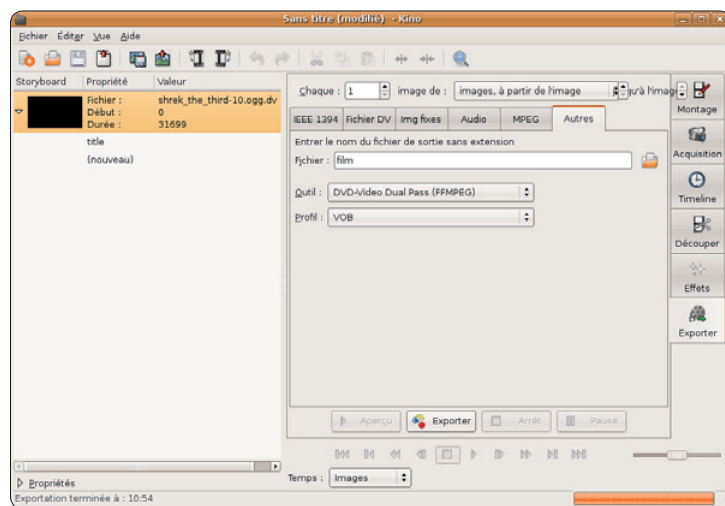 Sans titre (modifié) - Kino
Fichier Éditer Vue Aide
Storyboard Propriété Valeur
Fichier : shrek_the_third-10.ogg.dv
Début : 0
Durée : 31699
title
(nouveau)
Propriétés
Exportation terminée à : 10:54
Chaque : 1 image de : images, à partir de l'image
IEEE 1394 Fichier DV Img fixes Audio MPEG Autres
Entrer le nom du fichier de sortie sans extension
Fichier : film
Outil : DVD-Video Dual Pass (FFMPEG)
Profil : VOB
Aperçu Exporter Arrêt Pause
Temps : Images
Montage
Acquisition
Timeline
Découper
Effets
Exporter